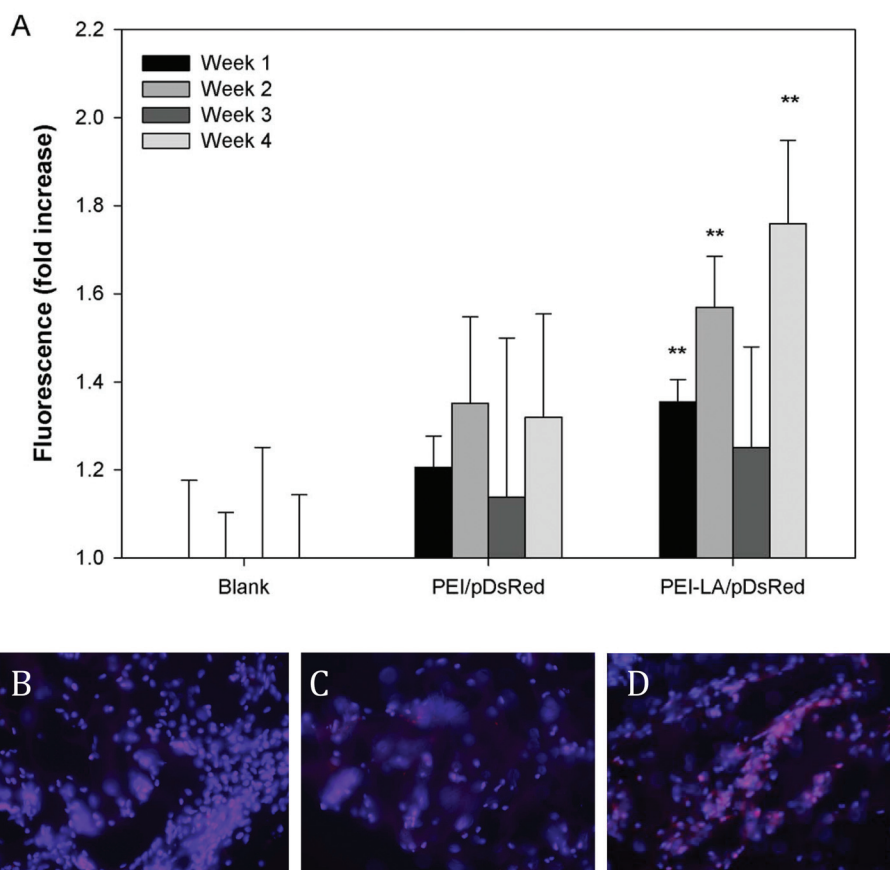 A
Fluorescence (fold increase)
2.2
2.0
1.8
1.6
1.4
1.2
1.0
Week 1
Week 2
Week 3
Week 4
**
**
**
Blank
PEI/pDsRed
PEI-LA/pDsRed
B
C
D